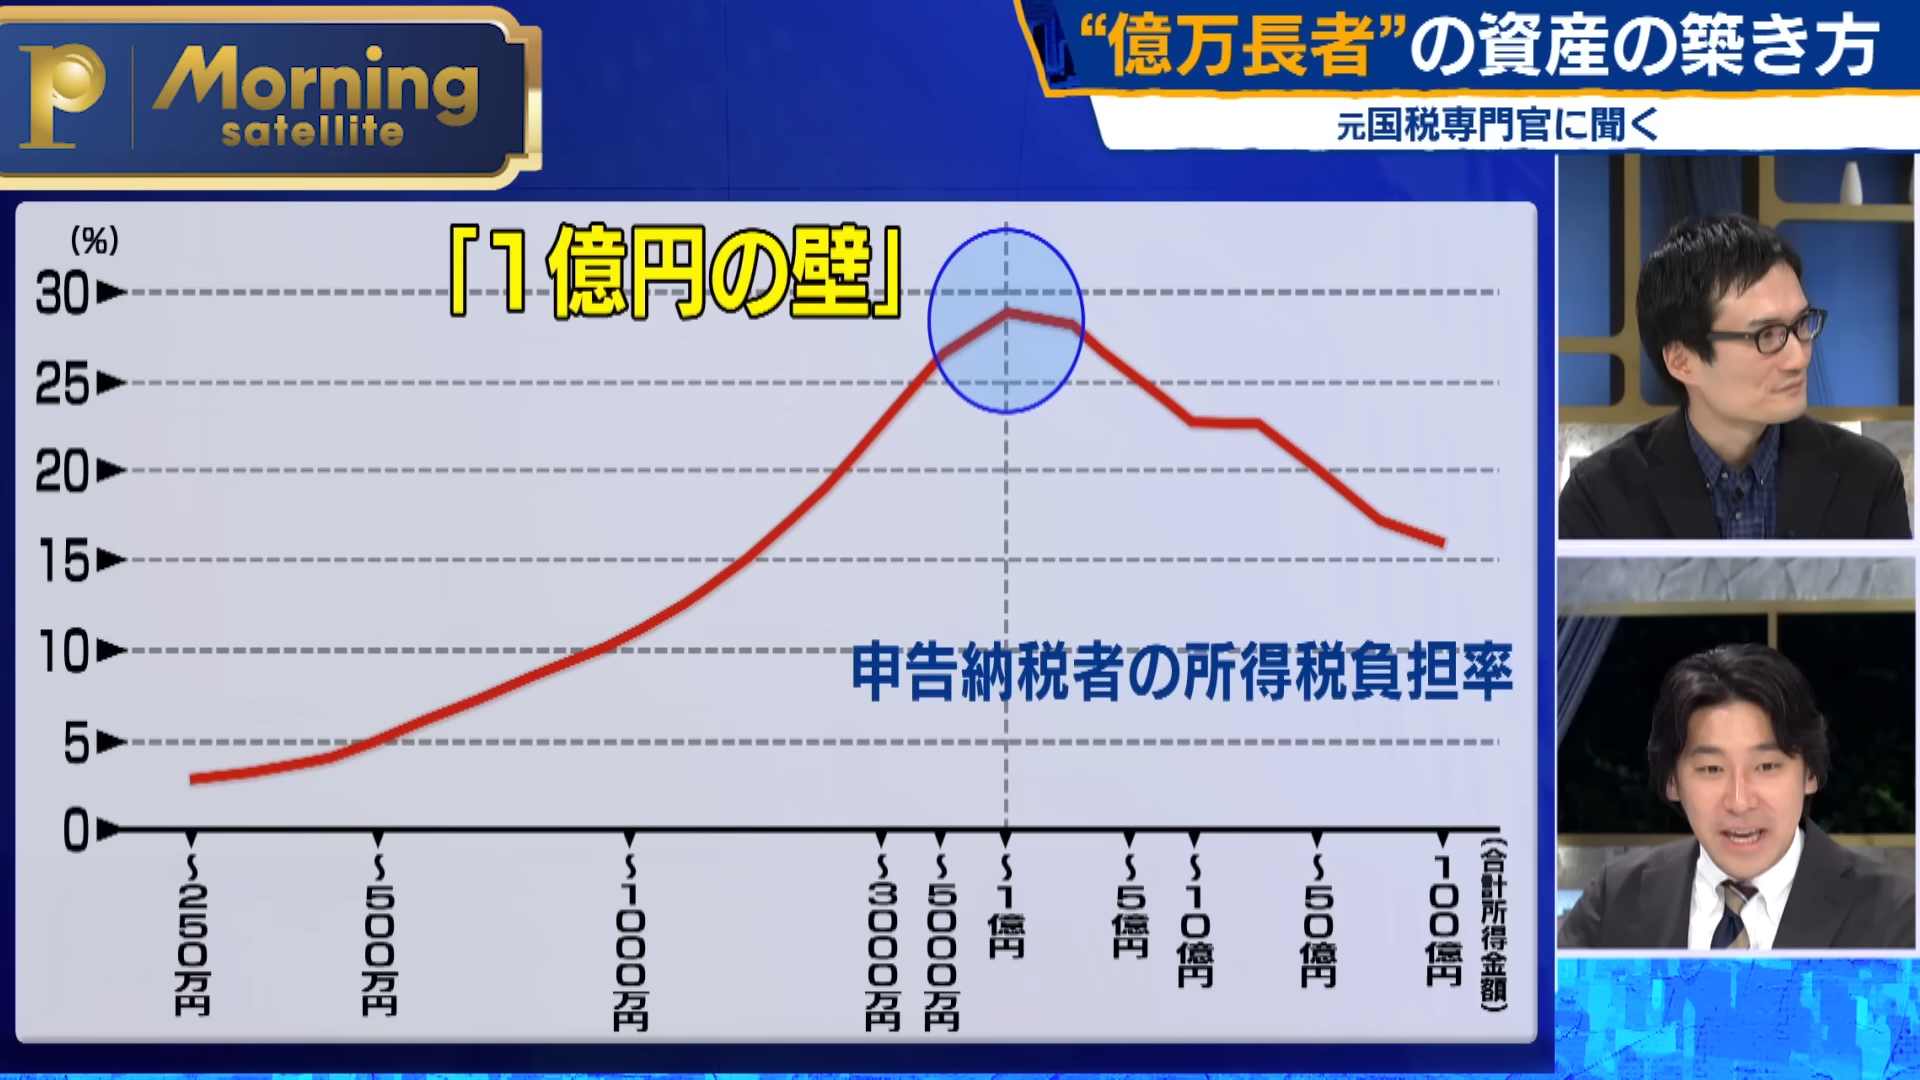 P Morning
satellite
“億万長者”の資産の築き方
元国税専門官に聞く
(%)
「1億円の壁」
30
25
20
15
10
5
0
申告納税者の所得税負担率
~250万円
~500万円
~1000万円
~3000万円
~5000万円
~1億円
~5億円
~10億円
~50億円
100億円
(合計所得金額)